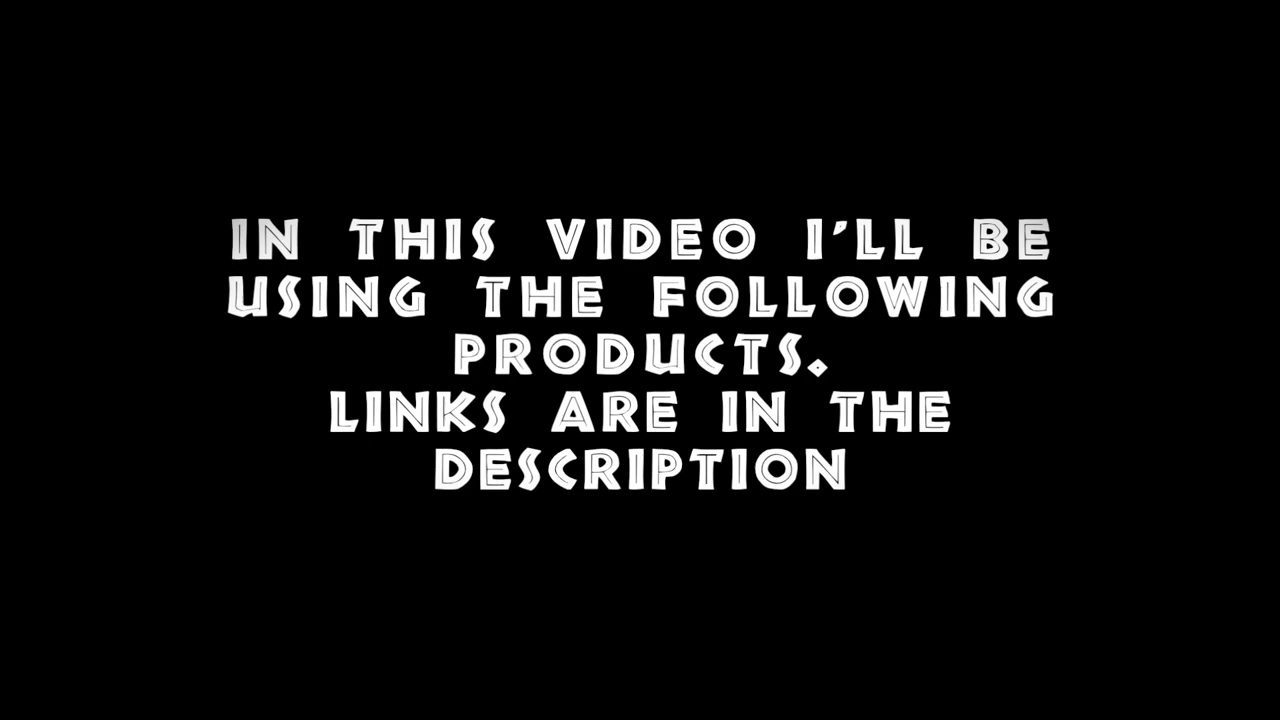 IN THIS VIDEO I'LL BE
USING THE FOLLOWING
PRODUCTS.
LINKS ARE IN THE
DESCRIPTION